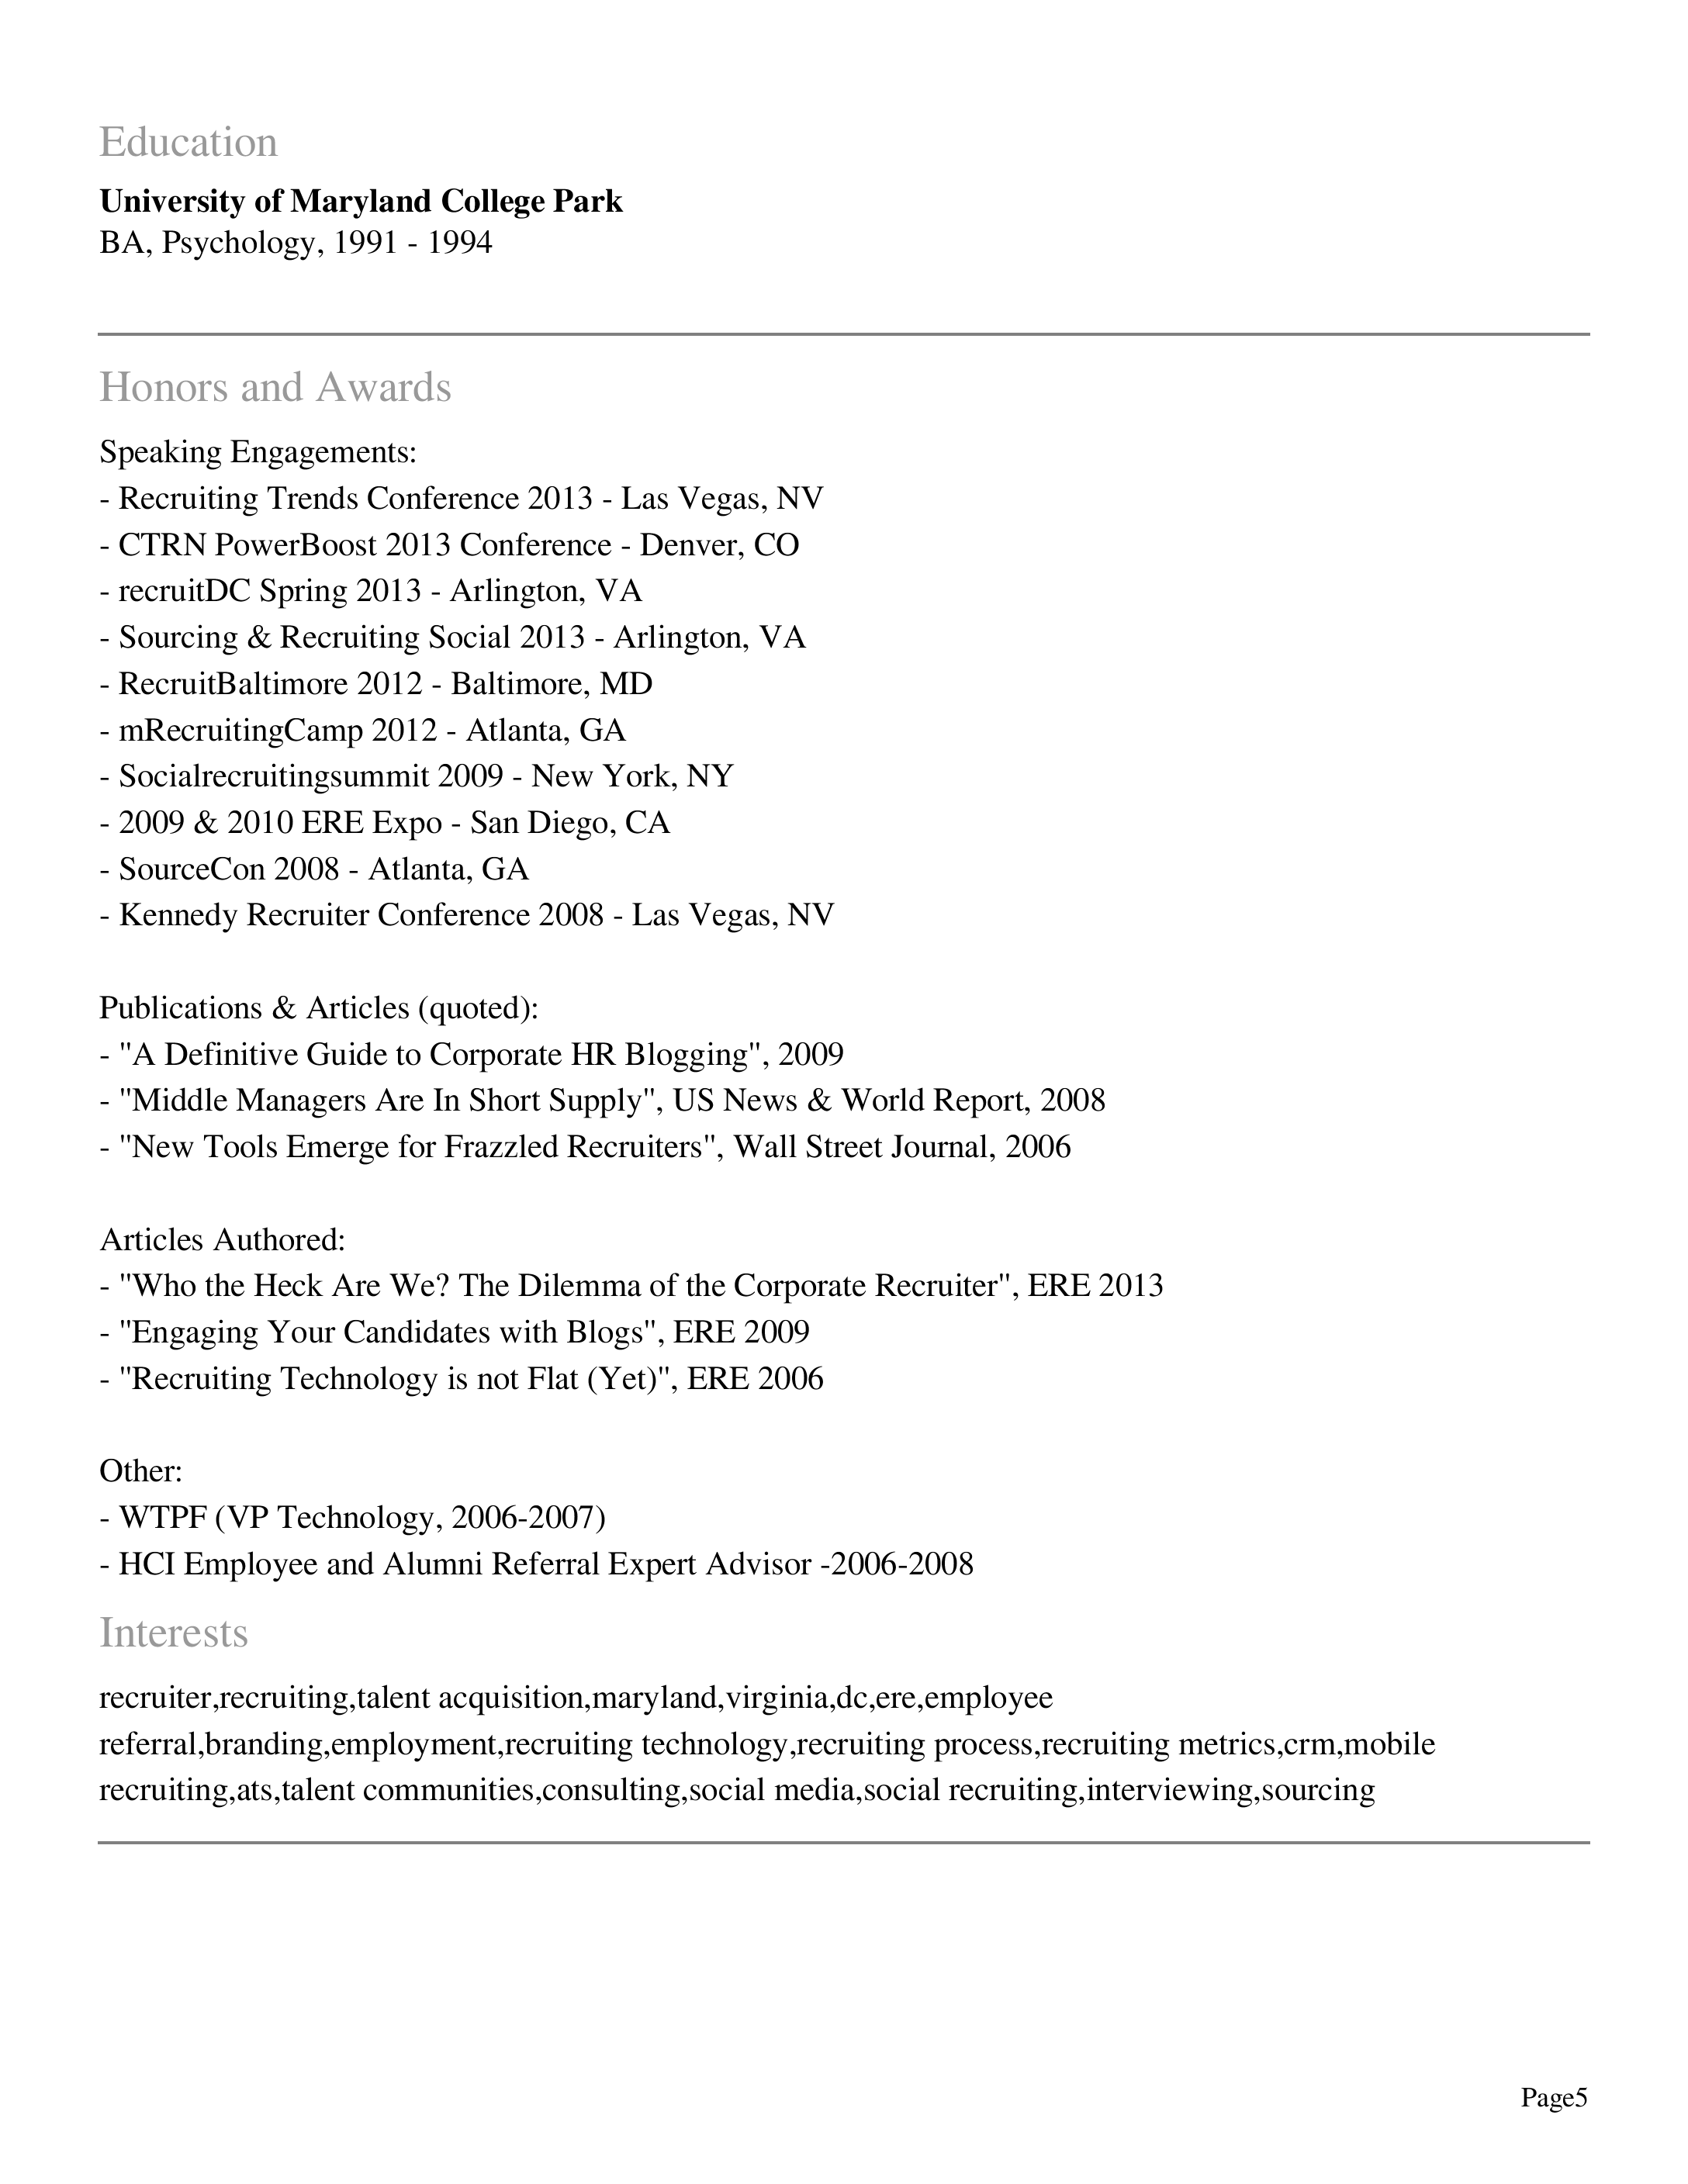 Education
University of Maryland College Park
BA, Psychology, 1991 - 1994
Honors and Awards
Speaking Engagements:
- Recruiting Trends Conference 2013 - Las Vegas, NV
- CTRN PowerBoost 2013 Conference - Denver, CO
- recruitDC Spring 2013 - Arlington, VA
- Sourcing & Recruiting Social 2013 - Arlington, VA
- RecruitBaltimore 2012 - Baltimore, MD
- mRecruitingCamp 2012 - Atlanta, GA
- Socialrecruitingsummit 2009 - New York, NY
- 2009 & 2010 ERE Expo - San Diego, CA
- SourceCon 2008 - Atlanta, GA
- Kennedy Recruiter Conference 2008 - Las Vegas, NV
Publications & Articles (quoted):
- "A Definitive Guide to Corporate HR Blogging", 2009
- "Middle Managers Are In Short Supply", US News & World Report, 2008
- "New Tools Emerge for Frazzled Recruiters", Wall Street Journal, 2006
Articles Authored:
- "Who the Heck Are We? The Dilemma of the Corporate Recruiter", ERE 2013
- "Engaging Your Candidates with Blogs", ERE 2009
- "Recruiting Technology is not Flat (Yet)", ERE 2006
Other:
- WTPF (VP Technology, 2006-2007)
- HCI Employee and Alumni Referral Expert Advisor -2006-2008
Interests
recruiter,recruiting,talent acquisition,maryland,virginia,dc,ere,employee
referral,branding,employment,recruiting technology,recruiting process,recruiting metrics,crm,mobile
recruiting,ats,talent communities,consulting,social media,social recruiting,interviewing,sourcing
Page5